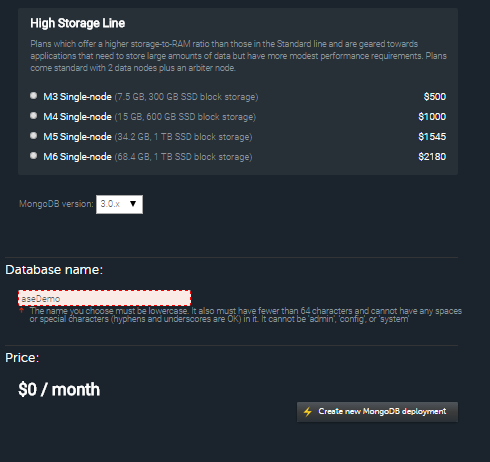 High Storage Line
Plans which offer a higher storage-to-RAM ratio than those in the Standard line and are geared towards
applications that need to store large amounts of data but have more modest performance requirements. Plans
come standard with 2 data nodes plus an arbiter node.
M3 Single-node (7.5 GB, 300 GB SSD block storage) $500
M4 Single-node (15 GB, 600 GB SSD block storage) $1000
M5 Single-node (34.2 GB, 1 TB SSD block storage) $1545
M6 Single-node (68.4 GB, 1 TB SSD block storage) $2180
MongoDB version: 3.0.x ▼
Database name:
aseDemo
↑ The name you choose must be lowercase. It also must have fewer than 64 characters and cannot have any spaces
or special characters (hyphens and underscores are OK) in it. It cannot be 'admin', 'config', or 'system'
Price:
$0 / month
Create new MongoDB deployment